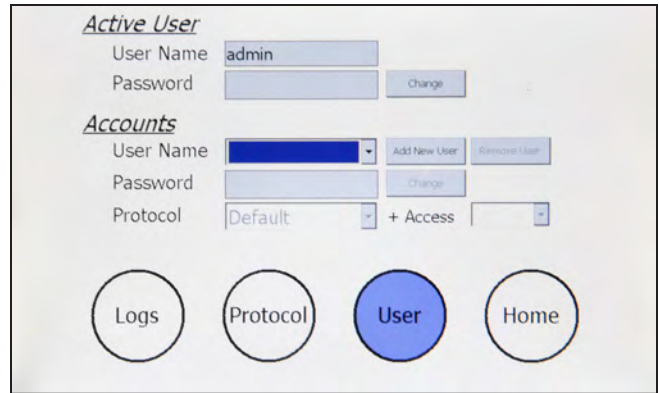 Active User
User Name admin
Password Change
Accounts
User Name Add New User Remove User
Password Change
Protocol Default + Access
Logs Protocol User Home